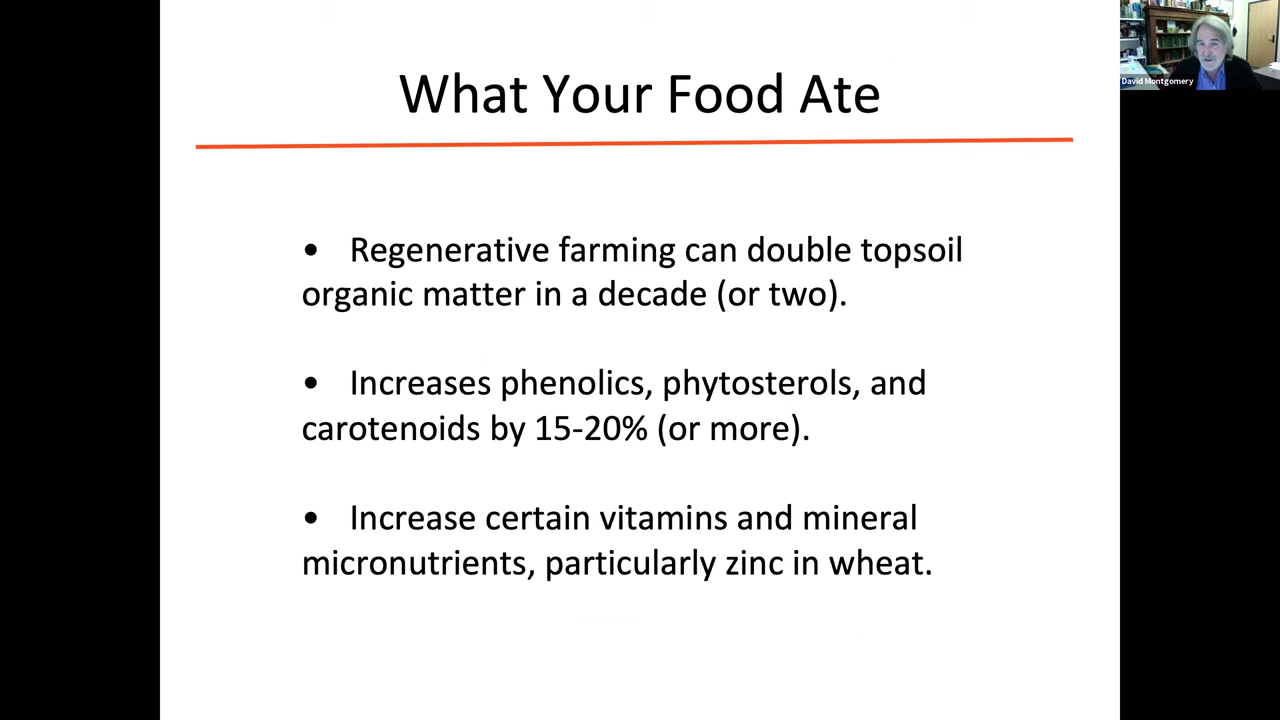 What Your Food Ate
David Montgomery
• Regenerative farming can double topsoil
organic matter in a decade (or two).
• Increases phenolics, phytosterols, and
carotenoids by 15-20% (or more).
• Increase certain vitamins and mineral
micronutrients, particularly zinc in wheat.